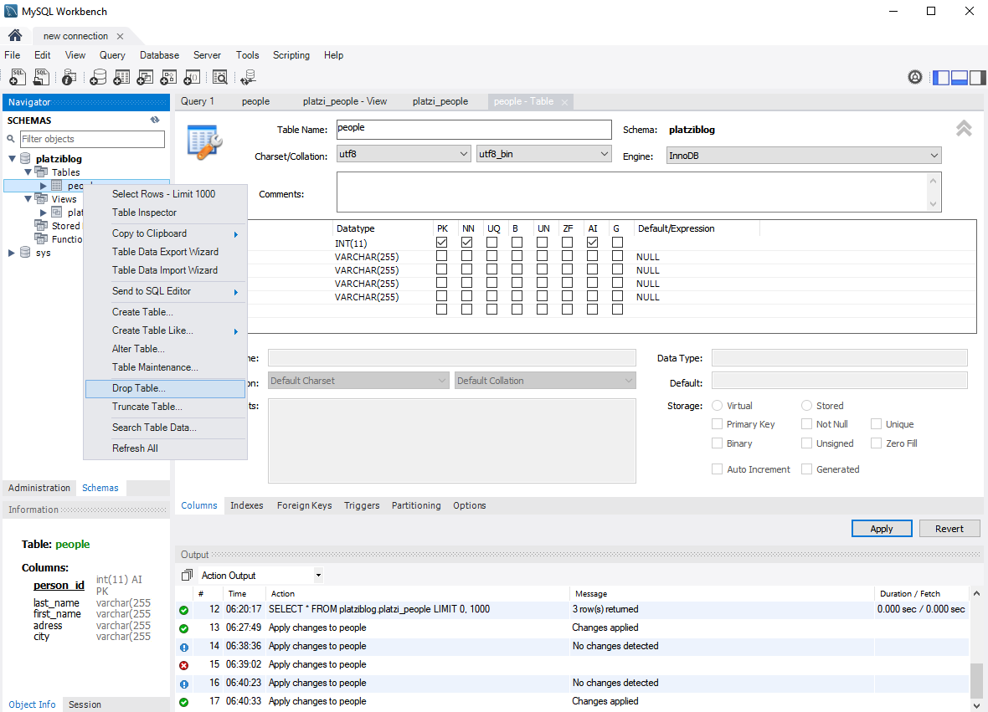 MySQL Workbench
new connection
File Edit View Query Database Server Tools Scripting Help
Navigator
SCHEMAS
Filter objects
platziblog
Tables
Views
Stored
Functio
sys
Select Rows - Limit 1000
Table Inspector
Copy to Clipboard
Table Data Export Wizard
Table Data Import Wizard
Send to SQL Editor
Create Table...
Create Table Like...
Alter Table...
Table Maintenance...
Drop Table...
Truncate Table...
Search Table Data...
Refresh All
Administration Schemas
Information
Table: people
Columns:
person_id int(11) AI
PK
last_name varchar(255
first_name varchar(255
adress varchar(255
city varchar(255
Object Info Session
Query 1 people platzi_people - View platzi_people people - Table
Table Name: people Schema: platziblog
Charset/Collation: utf8 utf8_bin Engine: InnoDB
Comments:
Datatype PK NN UQ B UN ZF AI G Default/Expression
INT(11)
VARCHAR(255) NULL
VARCHAR(255) NULL
VARCHAR(255) NULL
VARCHAR(255) NULL
Data Type:
Default Charset Default Collation Default:
Storage: Virtual Stored
Primary Key Not Null Unique
Binary Unsigned Zero Fill
Auto Increment Generated
Columns Indexes Foreign Keys Triggers Partitioning Options
Apply Revert
Output
Action Output
# Time Action Message Duration / Fetch
12 06:20:17 SELECT * FROM platziblog.platzi_people LIMIT 0, 1000 3 row(s) returned 0.000 sec / 0.000 sec
13 06:27:49 Apply changes to people Changes applied
14 06:38:36 Apply changes to people No changes detected
15 06:39:02 Apply changes to people
16 06:40:23 Apply changes to people No changes detected
17 06:40:33 Apply changes to people Changes applied